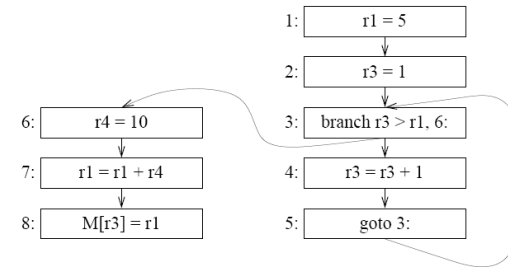 1: r1 = 5
2: r3 = 1
3: branch r3 > r1, 6:
4: r3 = r3 + 1
5: goto 3:
6: r4 = 10
7: r1 = r1 + r4
8: M[r3] = r1